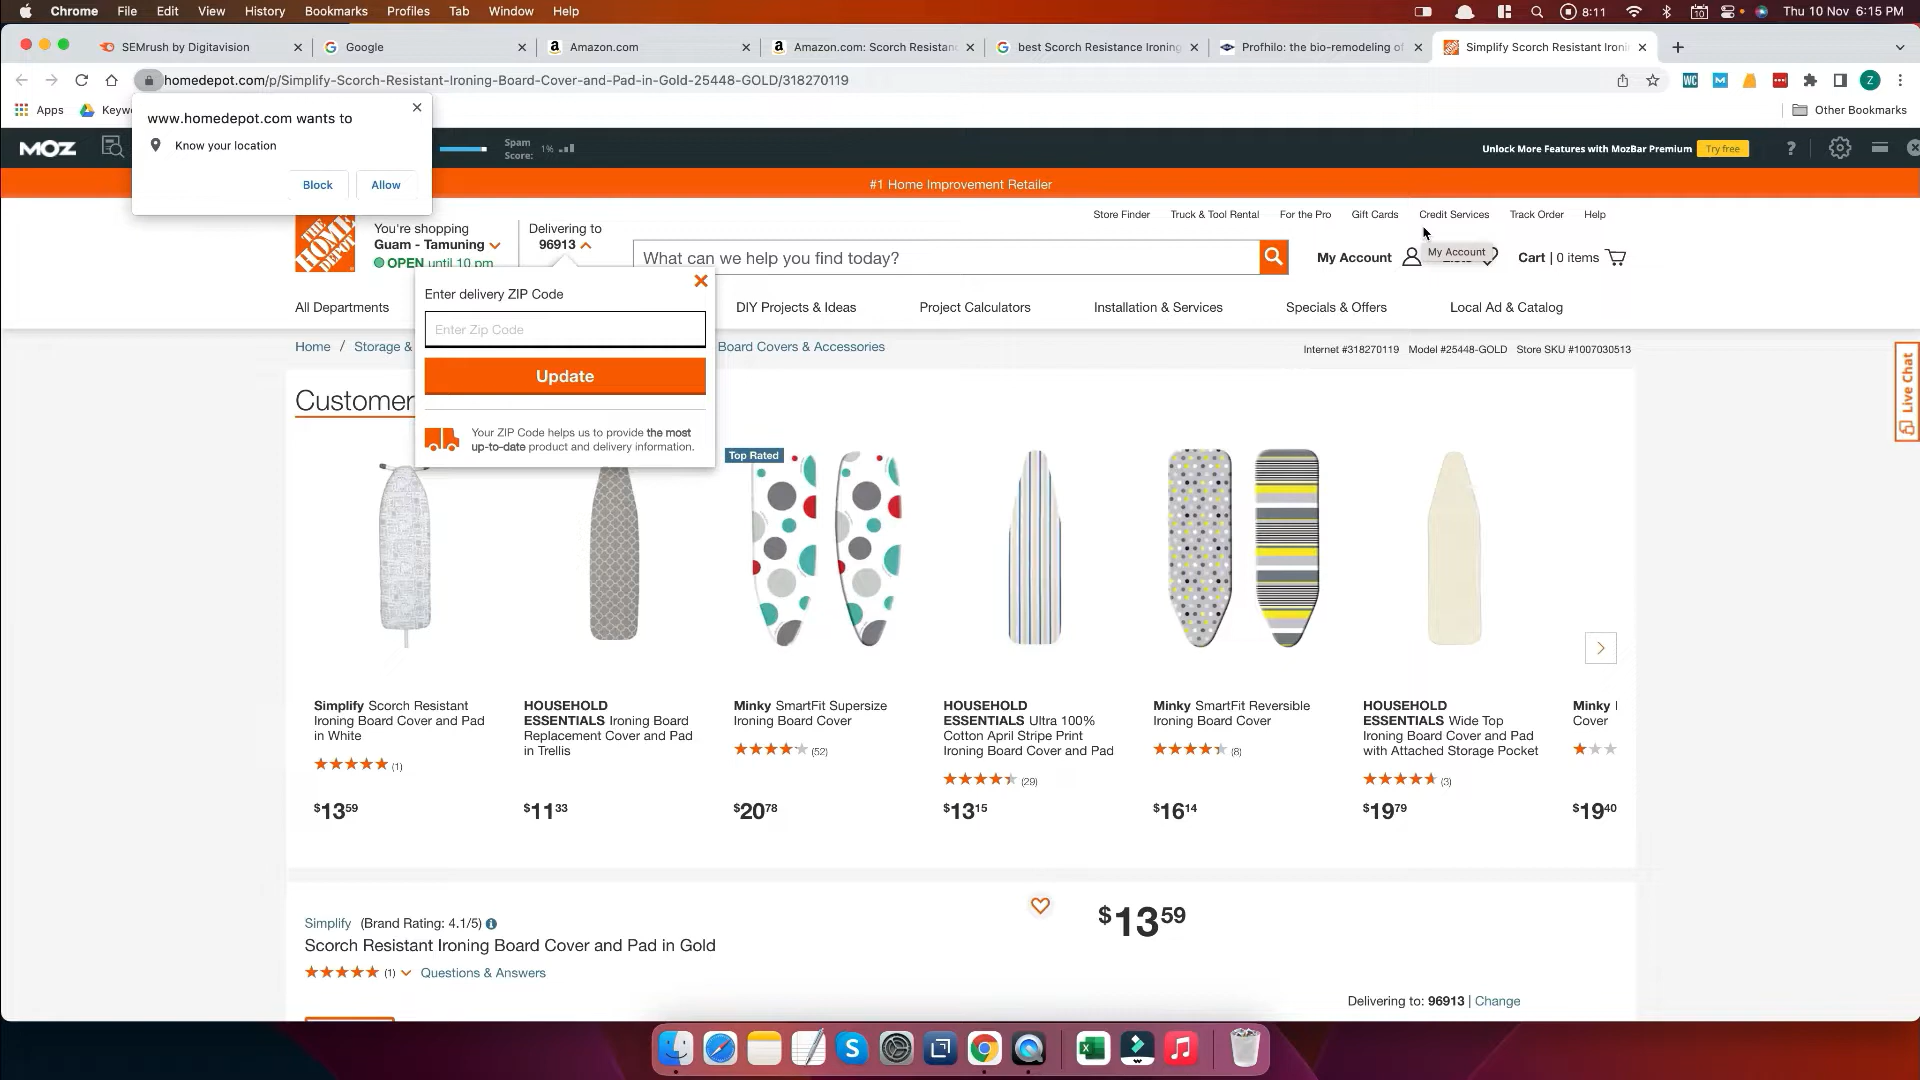 Chrome File Edit View History Bookmarks Profiles Tab Window Help
8:11 Thu 10 Nov 6:15 PM
SEMrush by Digitavision
Google
Amazon.com
Amazon.com: Scorch Resistanc
best Scorch Resistance Ironing
Profhilo: the bio-remodeling of
Simplify Scorch Resistant Ironi
homedepot.com/p/Simplify-Scorch-Resistant-Ironing-Board-Cover-and-Pad-in-Gold-25448-GOLD/318270119
Apps
Keyw
Other Bookmarks
www.homedepot.com wants to
Know your location
Block
Allow
MOZ
Spam
Score: 1%
Unlock More Features with MozBar Premium
Try free
#1 Home Improvement Retailer
Store Finder
Truck & Tool Rental
For the Pro
Gift Cards
Credit Services
Track Order
Help
THE HOME DEPOT
You're shopping
Guam - Tamuning
OPEN until 10 pm
Delivering to
96913
What can we help you find today?
My Account
My Account
Cart | 0 items
All Departments
DIY Projects & Ideas
Project Calculators
Installation & Services
Specials & Offers
Local Ad & Catalog
Enter delivery ZIP Code
Enter Zip Code
Update
Your ZIP Code helps us to provide the most
up-to-date product and delivery information.
Home / Storage &
Board Covers & Accessories
Internet #318270119 Model #25448-GOLD Store SKU #1007030513
Live Chat
Customer
Top Rated
Simplify Scorch Resistant
Ironing Board Cover and Pad
in White
(1)
$13.59
HOUSEHOLD
ESSENTIALS Ironing Board
Replacement Cover and Pad
in Trellis
$11.33
Minky SmartFit Supersize
Ironing Board Cover
(52)
$20.78
HOUSEHOLD
ESSENTIALS Ultra 100%
Cotton April Stripe Print
Ironing Board Cover and Pad
(29)
$13.15
Minky SmartFit Reversible
Ironing Board Cover
(8)
$16.14
HOUSEHOLD
ESSENTIALS Wide Top
Ironing Board Cover and Pad
with Attached Storage Pocket
(3)
$19.79
Minky
Cover
$19.40
Simplify (Brand Rating: 4.1/5)
Scorch Resistant Ironing Board Cover and Pad in Gold
(1)
Questions & Answers
$13.59
Delivering to: 96913 | Change